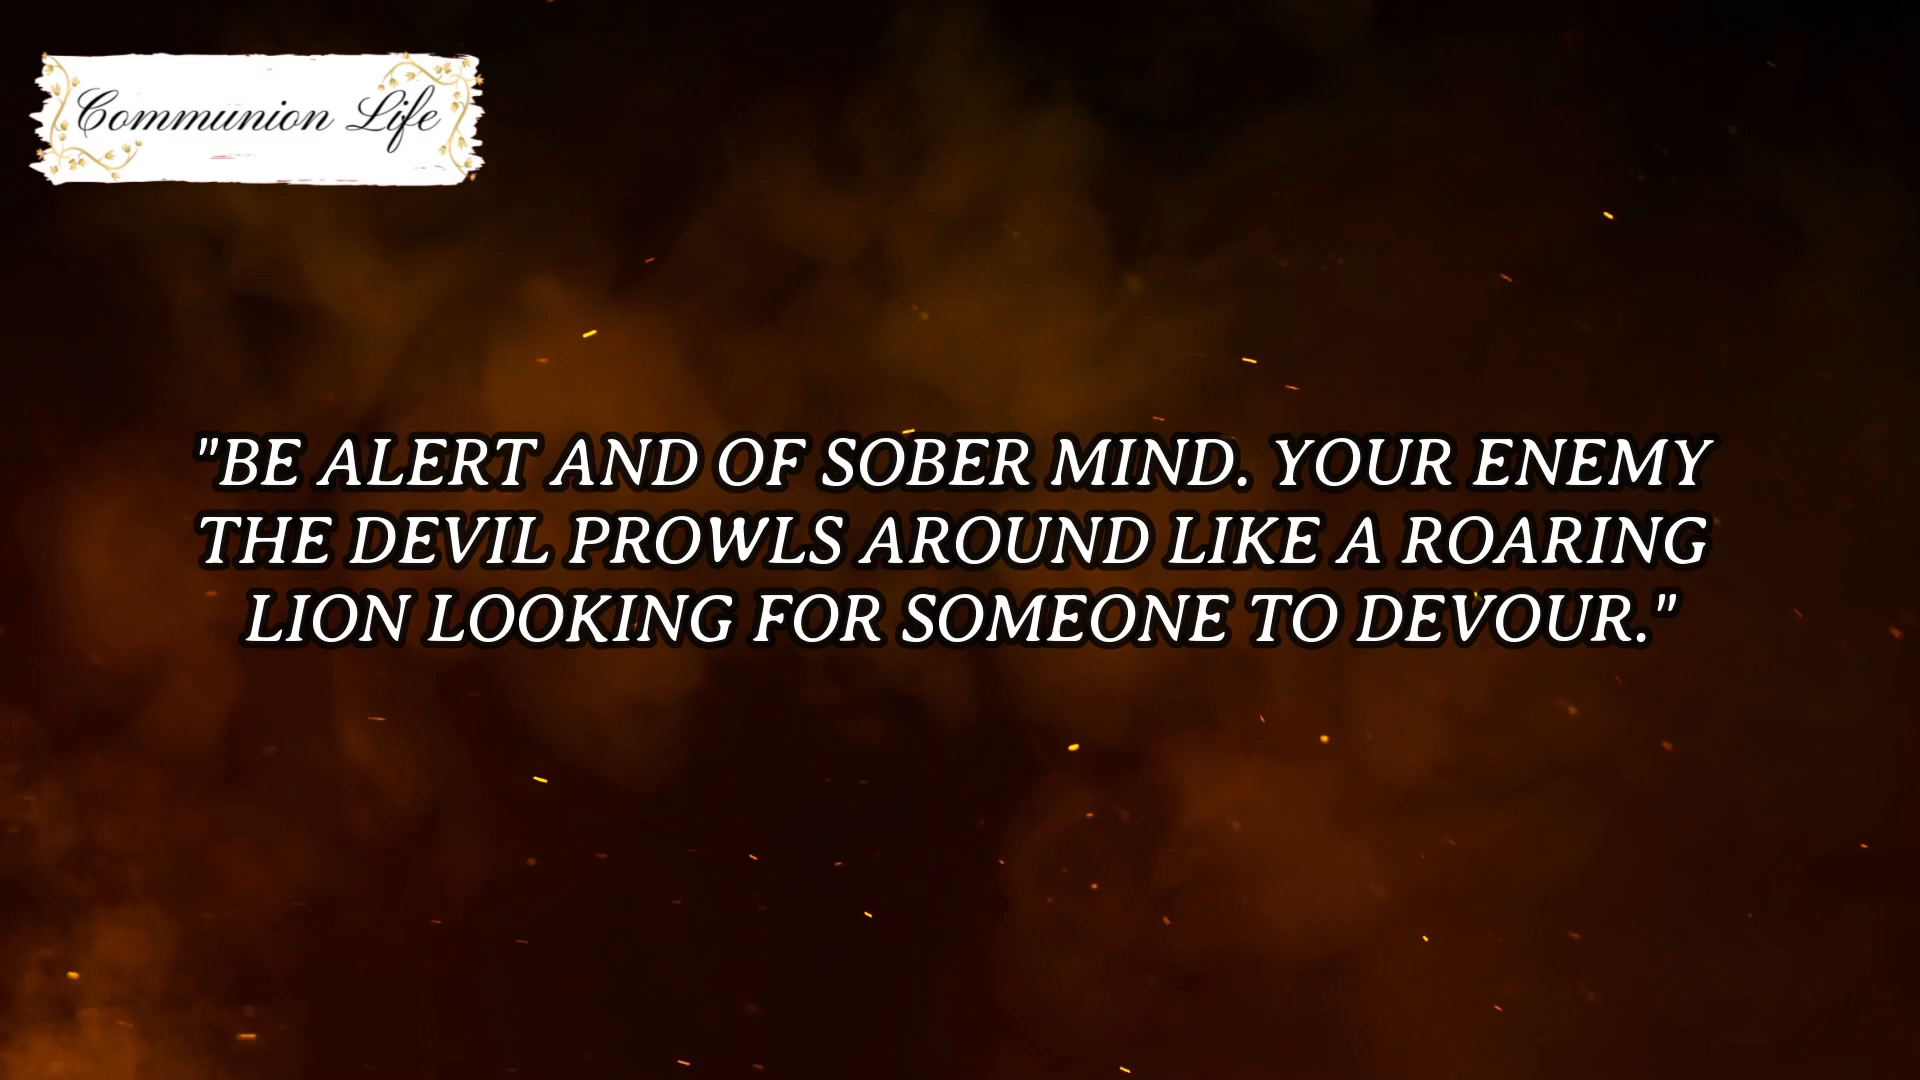 Communion Life
"BE ALERT AND OF SOBER MIND. YOUR ENEMY
THE DEVIL PROWLS AROUND LIKE A ROARING
LION LOOKING FOR SOMEONE TO DEVOUR."